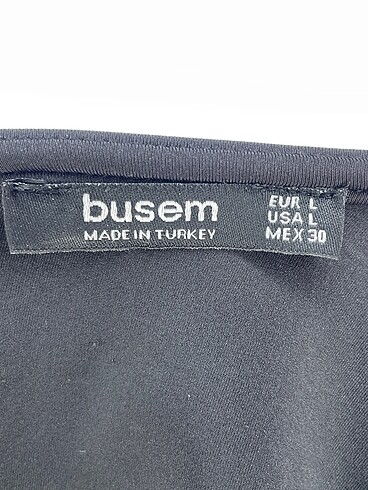 busem
MADE IN TURKEY
EUR L
USA L
MEX 30